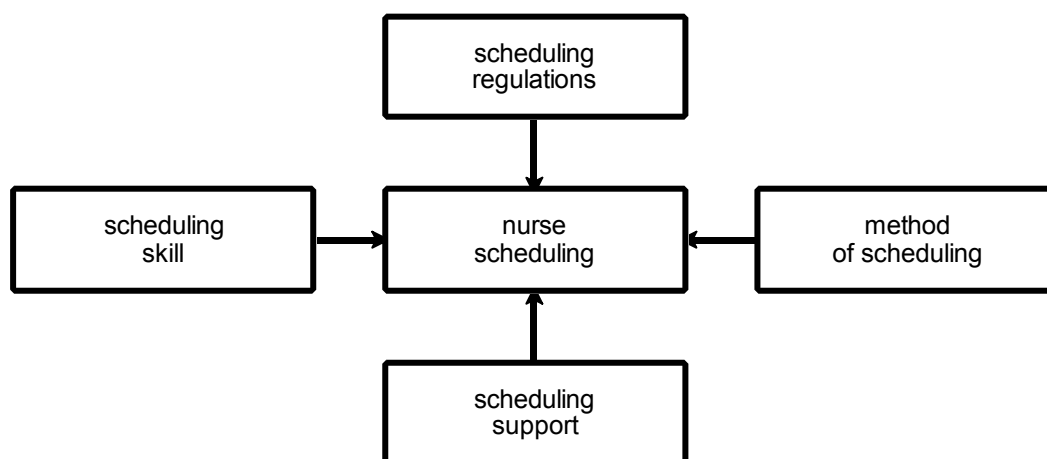 scheduling
regulations
scheduling
skill
nurse
scheduling
method
of scheduling
scheduling
support